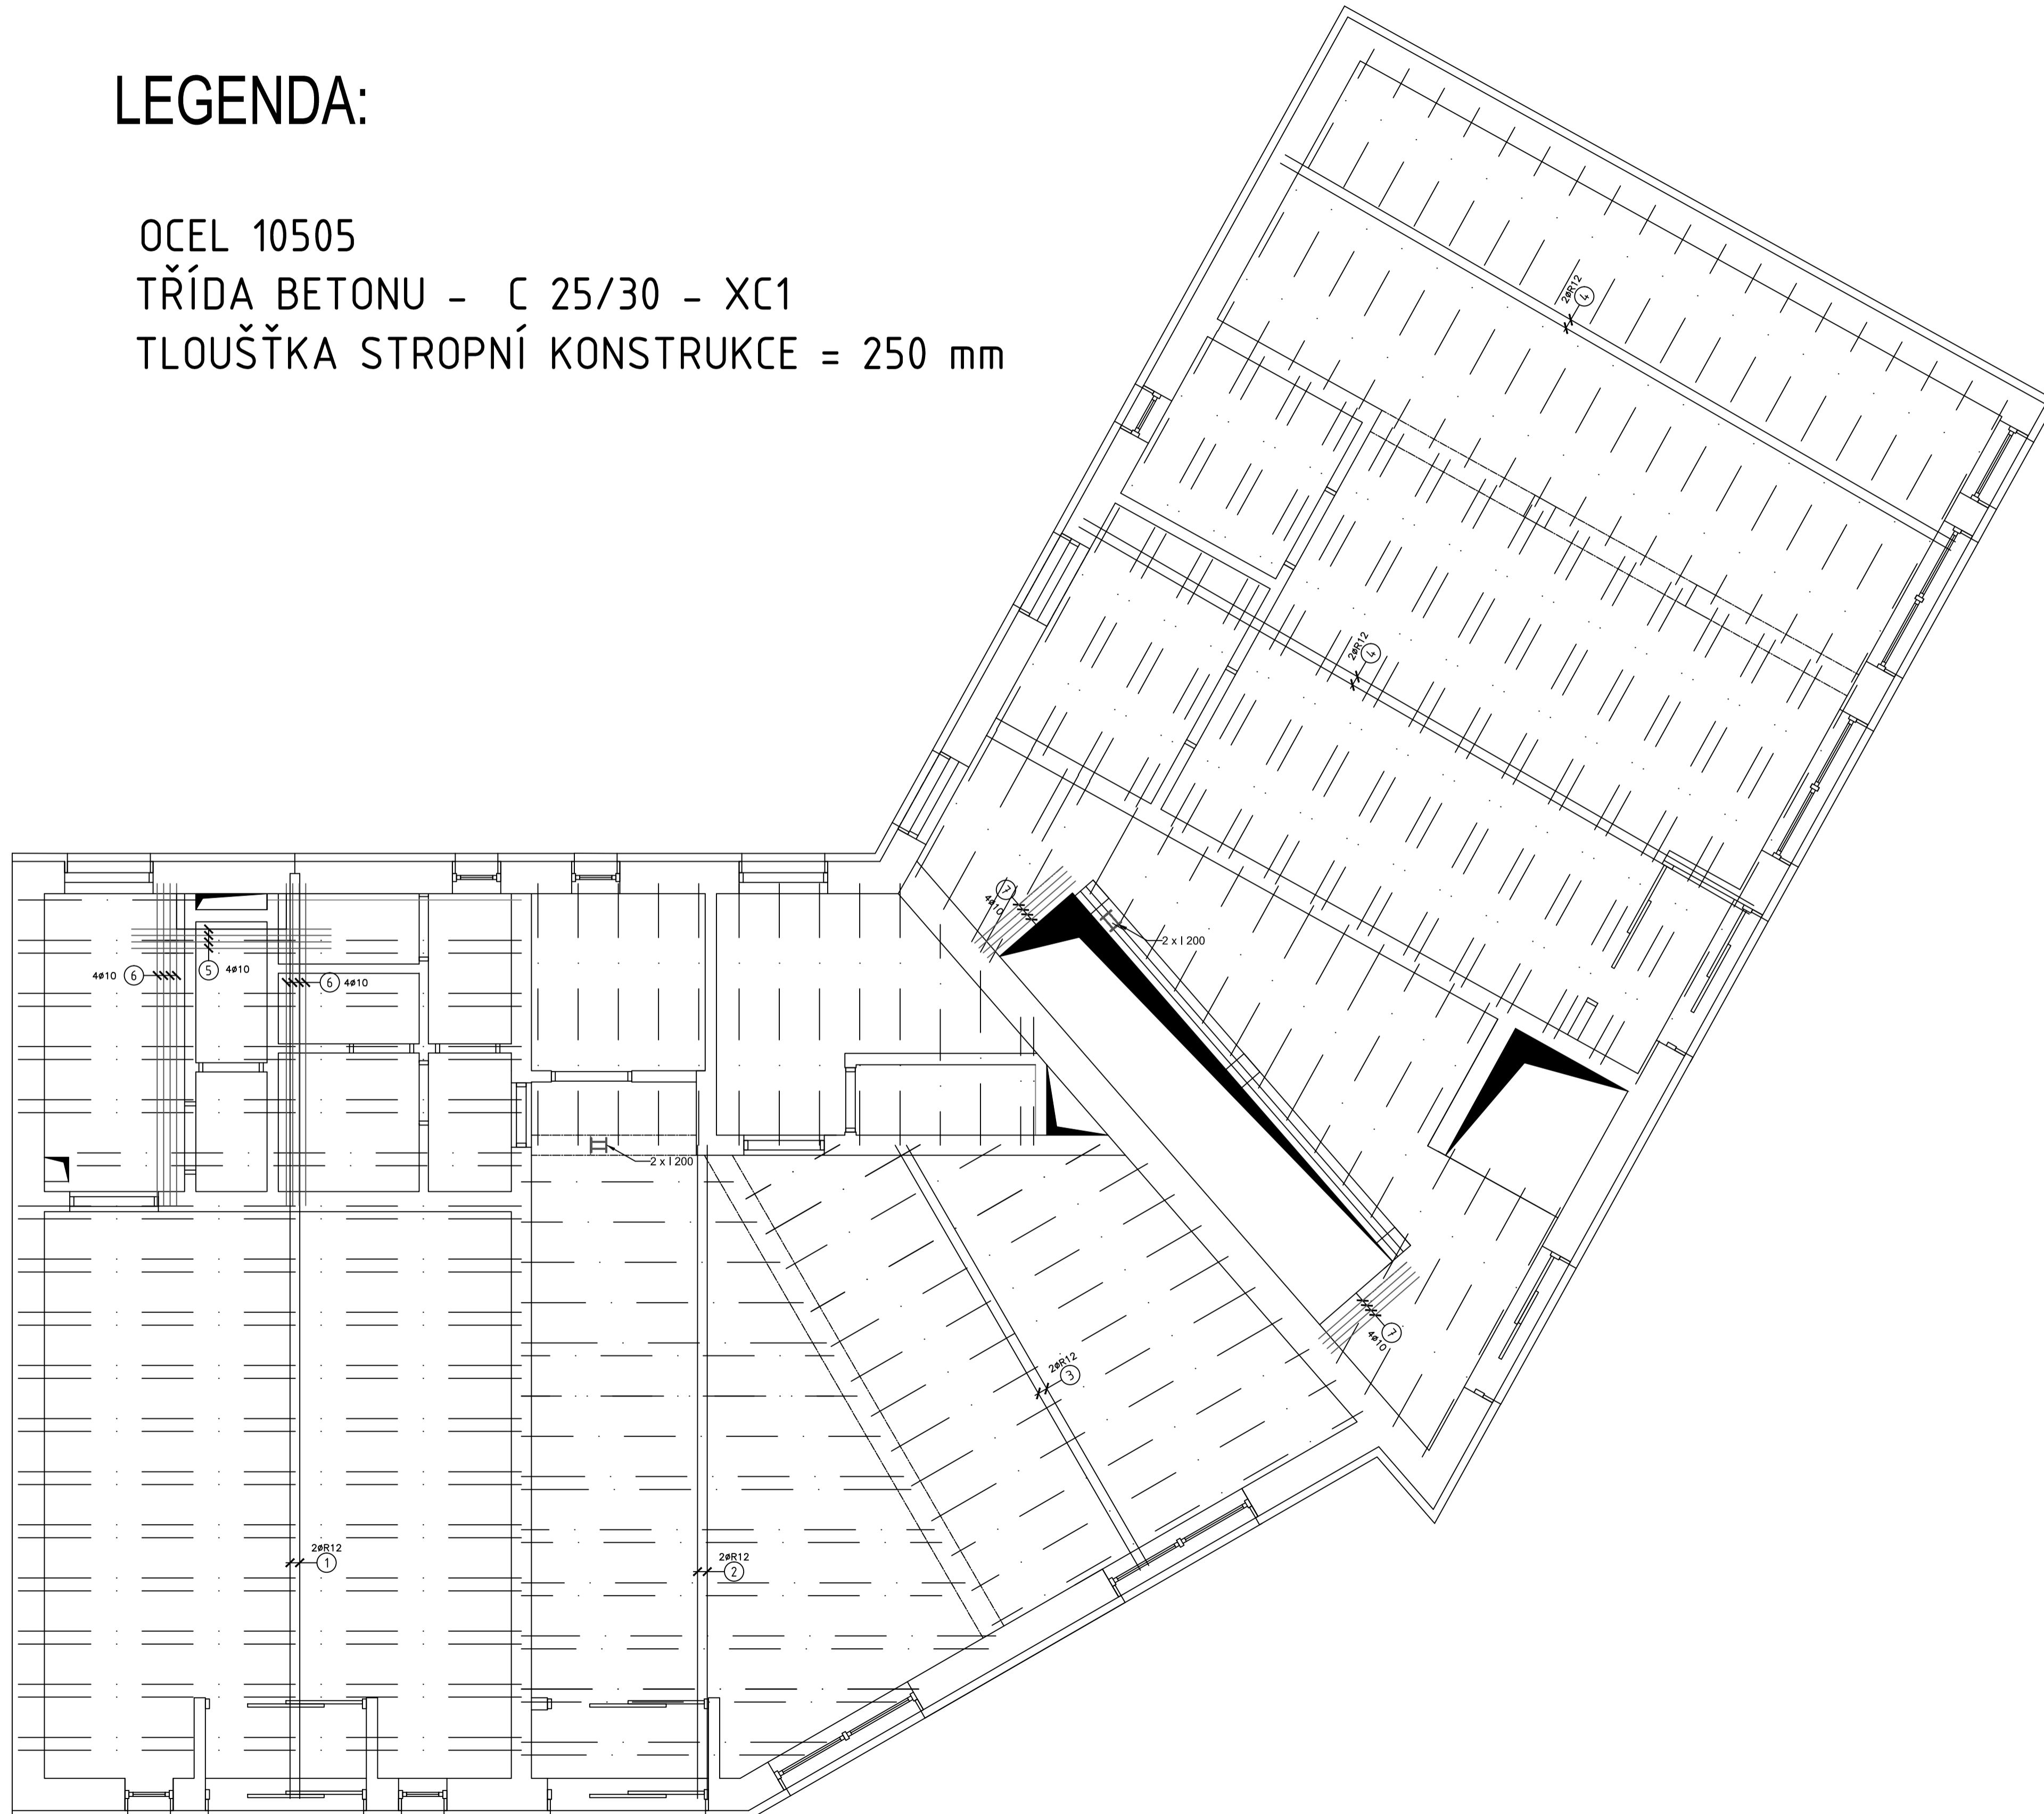 LEGENDA:
OCEL 10505
TŘÍDA BETONU - C 25/30 - XC1
TLOUŠŤKA STROPNÍ KONSTRUKCE = 250 mm
2øR12
4
2øR12
4
7
4ø10
2 x I 200
4ø10 6
5 4ø10
6 4ø10
2 x I 200
7
4ø10
2øR12
3
2øR12
1
2øR12
2